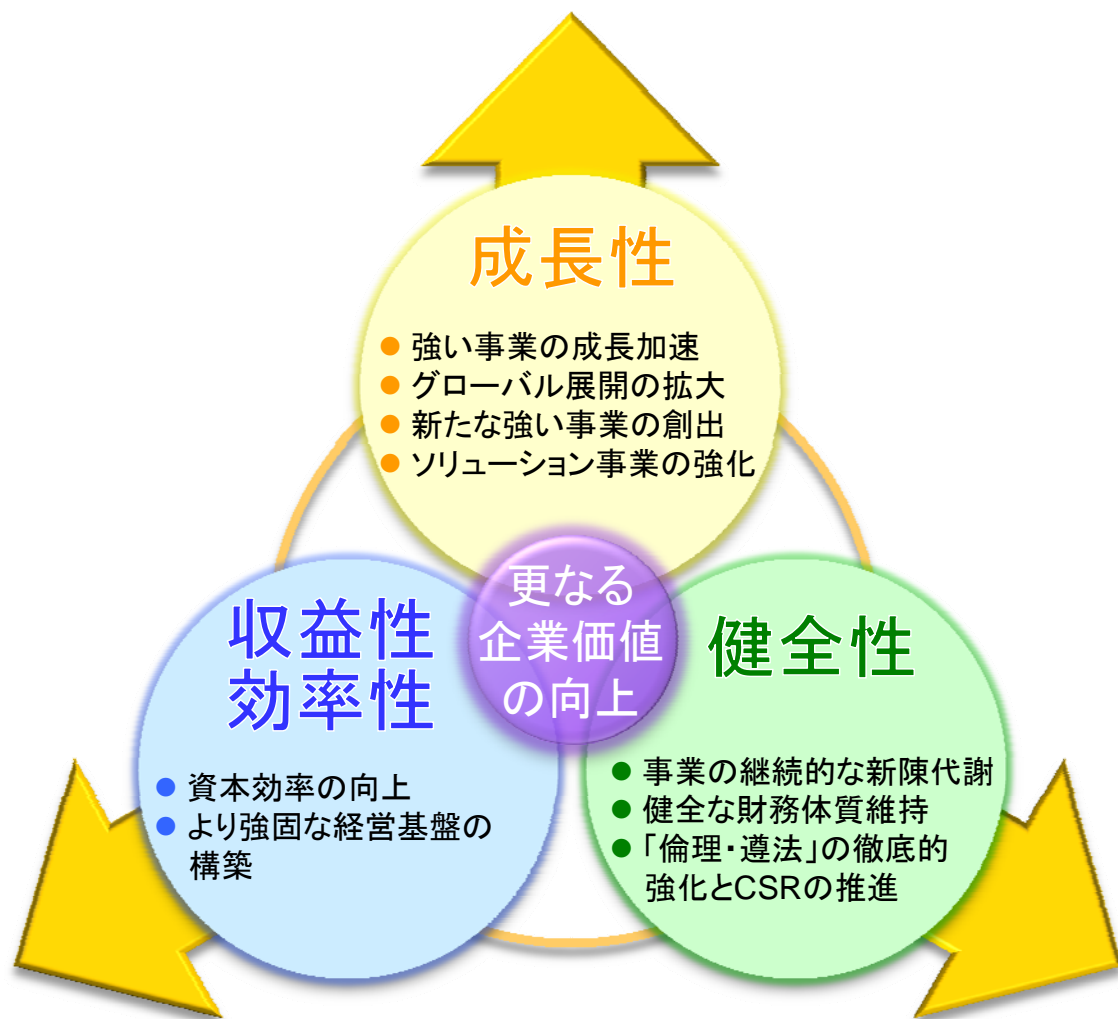 成長性
● 強い事業の成長加速
● グローバル展開の拡大
● 新たな強い事業の創出
● ソリューション事業の強化
更なる
企業価値
の向上
収益性
効率性
● 資本効率の向上
● より強固な経営基盤の
構築
健全性
● 事業の継続的な新陳代謝
● 健全な財務体質維持
● 「倫理・遵法」の徹底的
強化とCSRの推進